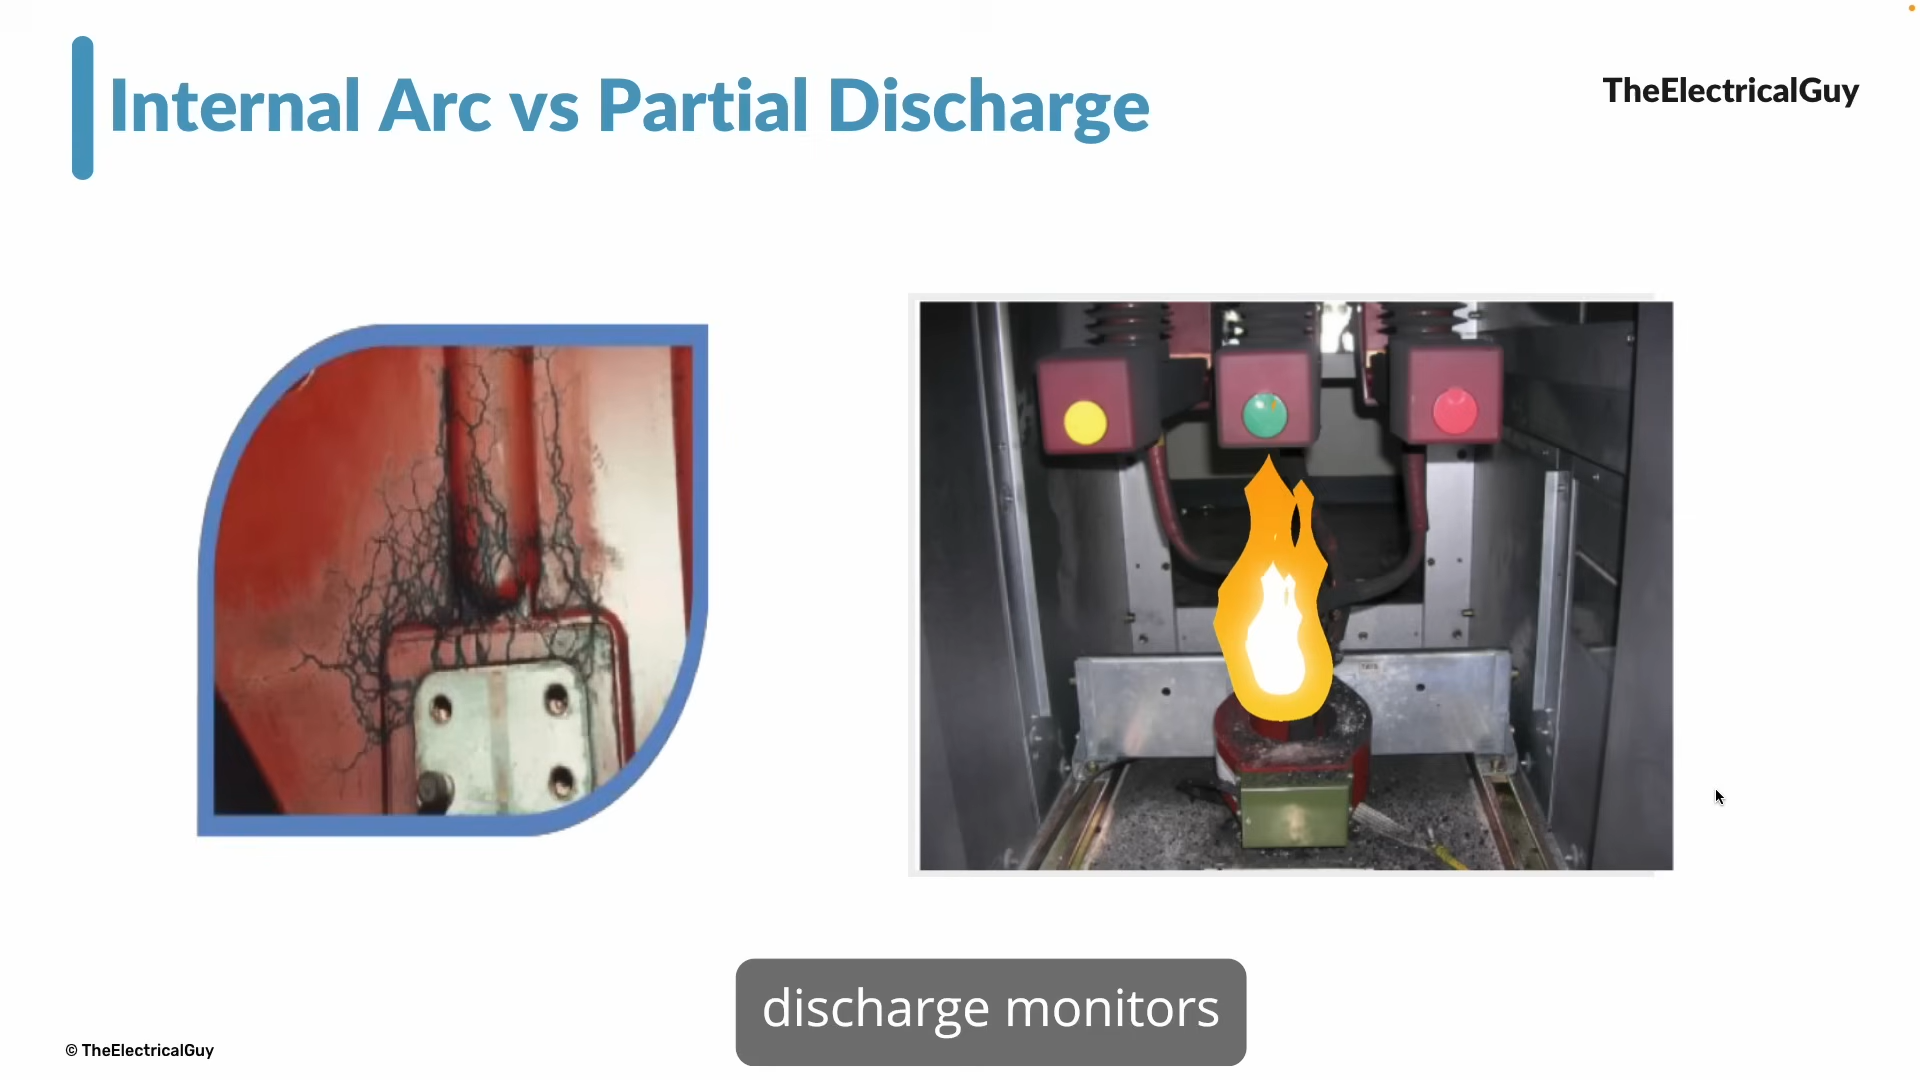 Internal Arc vs Partial Discharge
TheElectricalGuy
discharge monitors
© TheElectricalGuy